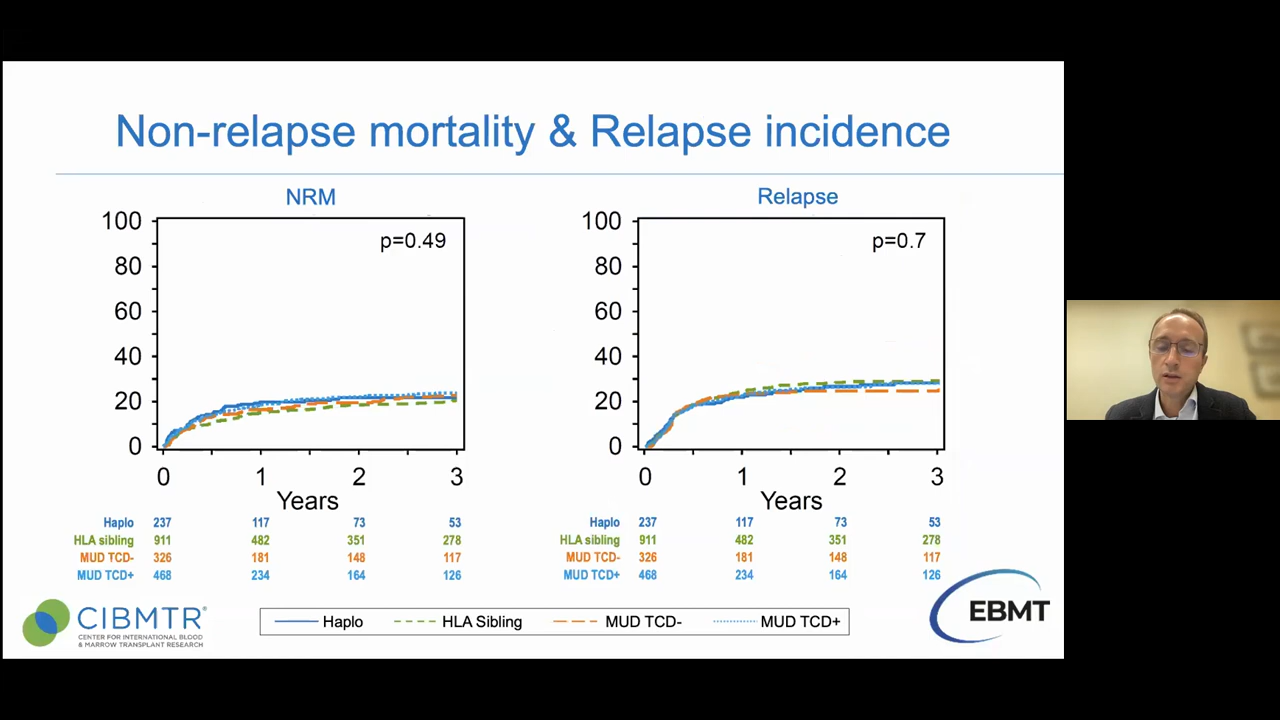 Non-relapse mortality & Relapse incidence
NRM
100
80
60
40
20
0
p=0.49
0 1 2 3
Years
Haplo 237 117 73 53
HLA sibling 911 482 351 278
MUD TCD- 326 181 148 117
MUD TCD+ 468 234 164 126
Relapse
100
80
60
40
20
0
p=0.7
0 1 2 3
Years
Haplo 237 117 73 53
HLA sibling 911 482 351 278
MUD TCD- 326 181 148 117
MUD TCD+ 468 234 164 126
CIBMTR®
CENTER FOR INTERNATIONAL BLOOD
& MARROW TRANSPLANT RESEARCH
Haplo HLA Sibling MUD TCD- MUD TCD+
EBMT